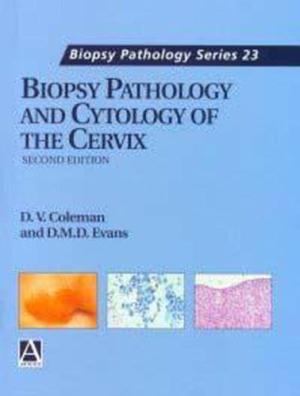 Biopsy Pathology Series 23
BIOPSY PATHOLOGY
AND CYTOLOGY OF
THE CERVIX
SECOND EDITION
D. V. Coleman
and D.M.D. Evans
A